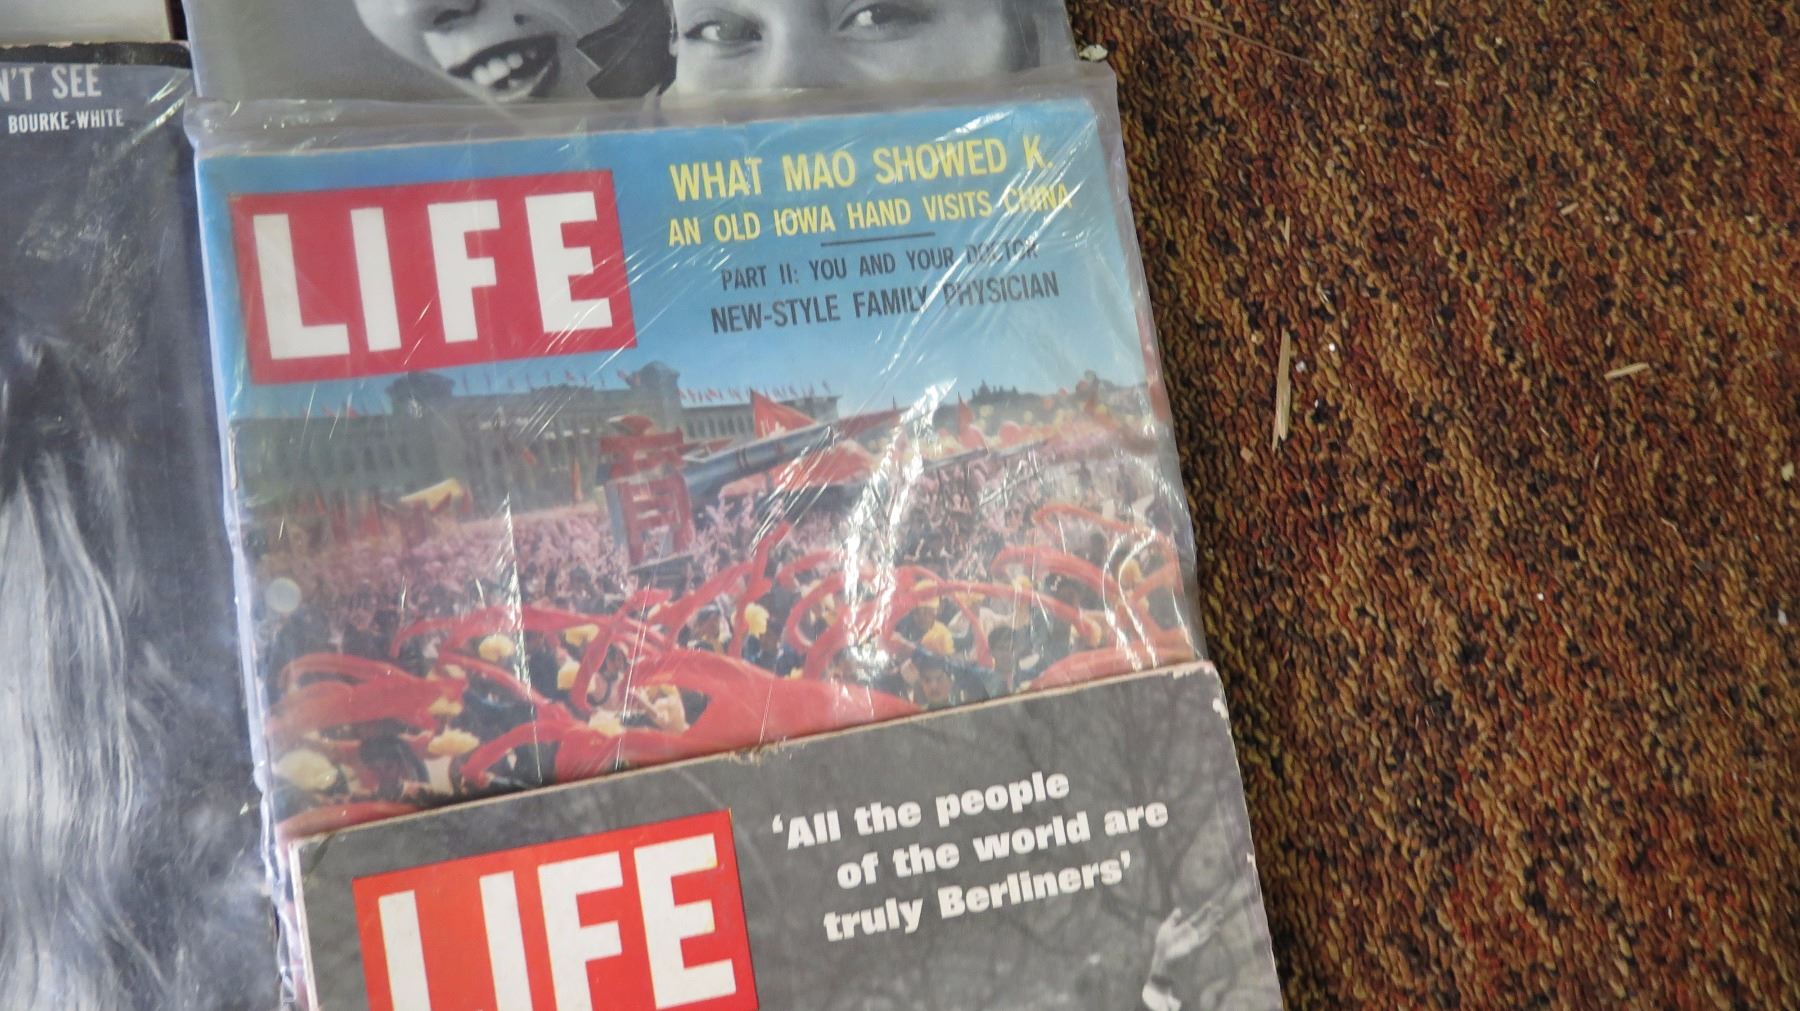 N'T SEE
BOURKE-WHITE
LIFE
WHAT MAO SHOWED K.
AN OLD IOWA HAND VISITS CHINA
PART II: YOU AND YOUR DOCTOR
NEW-STYLE FAMILY PHYSICIAN
LIFE
'All the people
of the world are
truly Berliners'